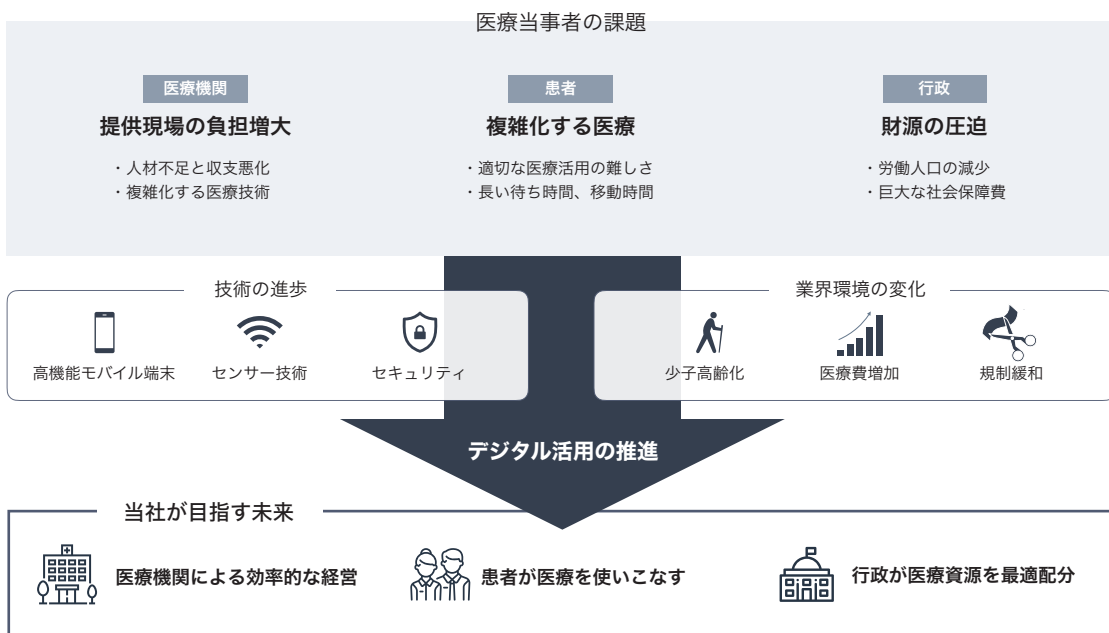 医療当事者の課題
医療機関
提供現場の負担増大
・人材不足と収支悪化
・複雑化する医療技術
患者
複雑化する医療
・適切な医療活用の難しさ
・長い待ち時間、移動時間
行政
財源の圧迫
・労働人口の減少
・巨大な社会保障費
技術の進歩
高機能モバイル端末
センサー技術
セキュリティ
業界環境の変化
少子高齢化
医療費増加
規制緩和
デジタル活用の推進
当社が目指す未来
医療機関による効率的な経営
患者が医療を使いこなす
行政が医療資源を最適配分